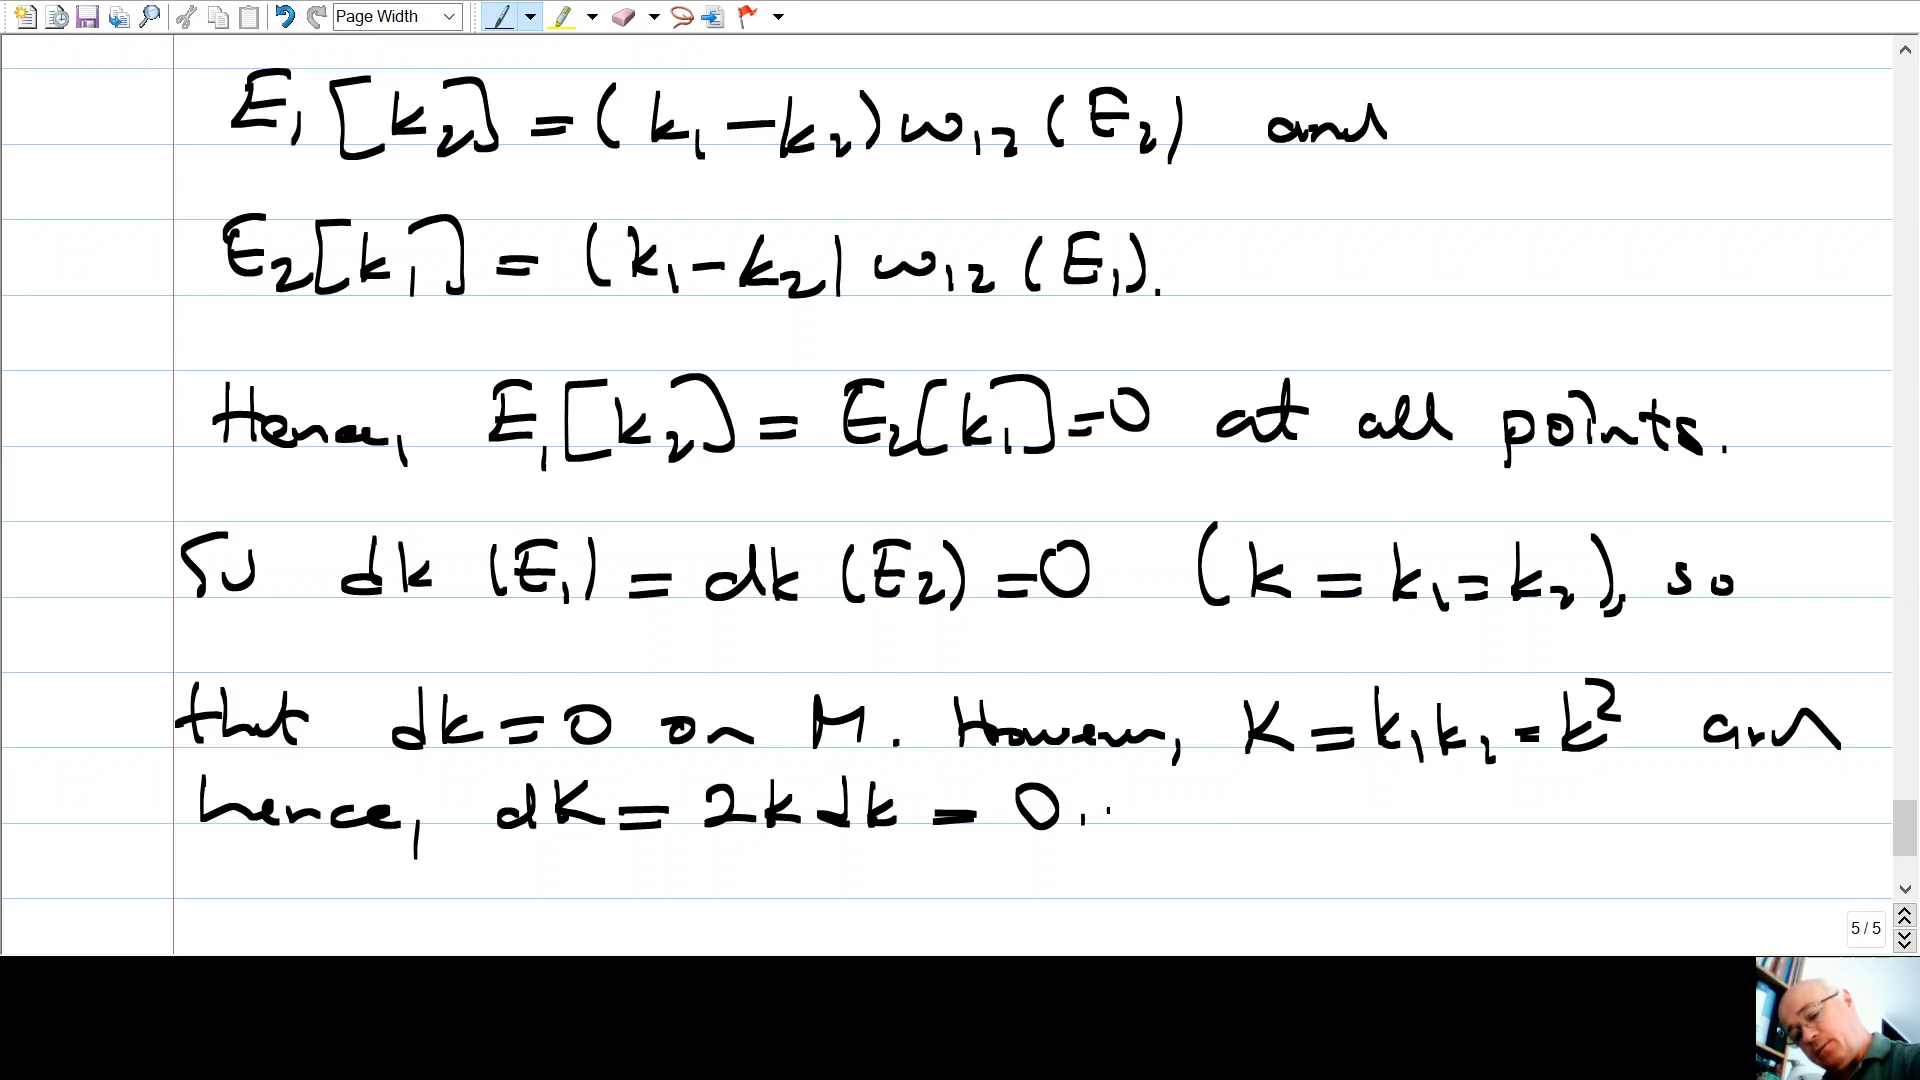 Page Width
E₁[k₂] = (k₁ - k₂) ω₁₂ (E₂) and
E₂[k₁] = (k₁ - k₂) ω₁₂ (E₁).
Hence, E₁[k₂] = E₂[k₁] = 0 at all points.
So dk (E₁) = dk (E₂) = 0 (k = k₁ = k₂), so
that dk = 0 on M. However, K = k₁k₂ = k² and
hence, dK = 2kdk = 0.
5 / 5